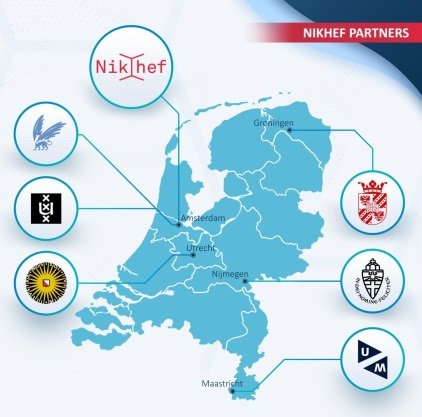 NIKHEF PARTNERS
Nikhef
Groningen
Amsterdam
Utrecht
Nijmegen
Maastricht
U
M